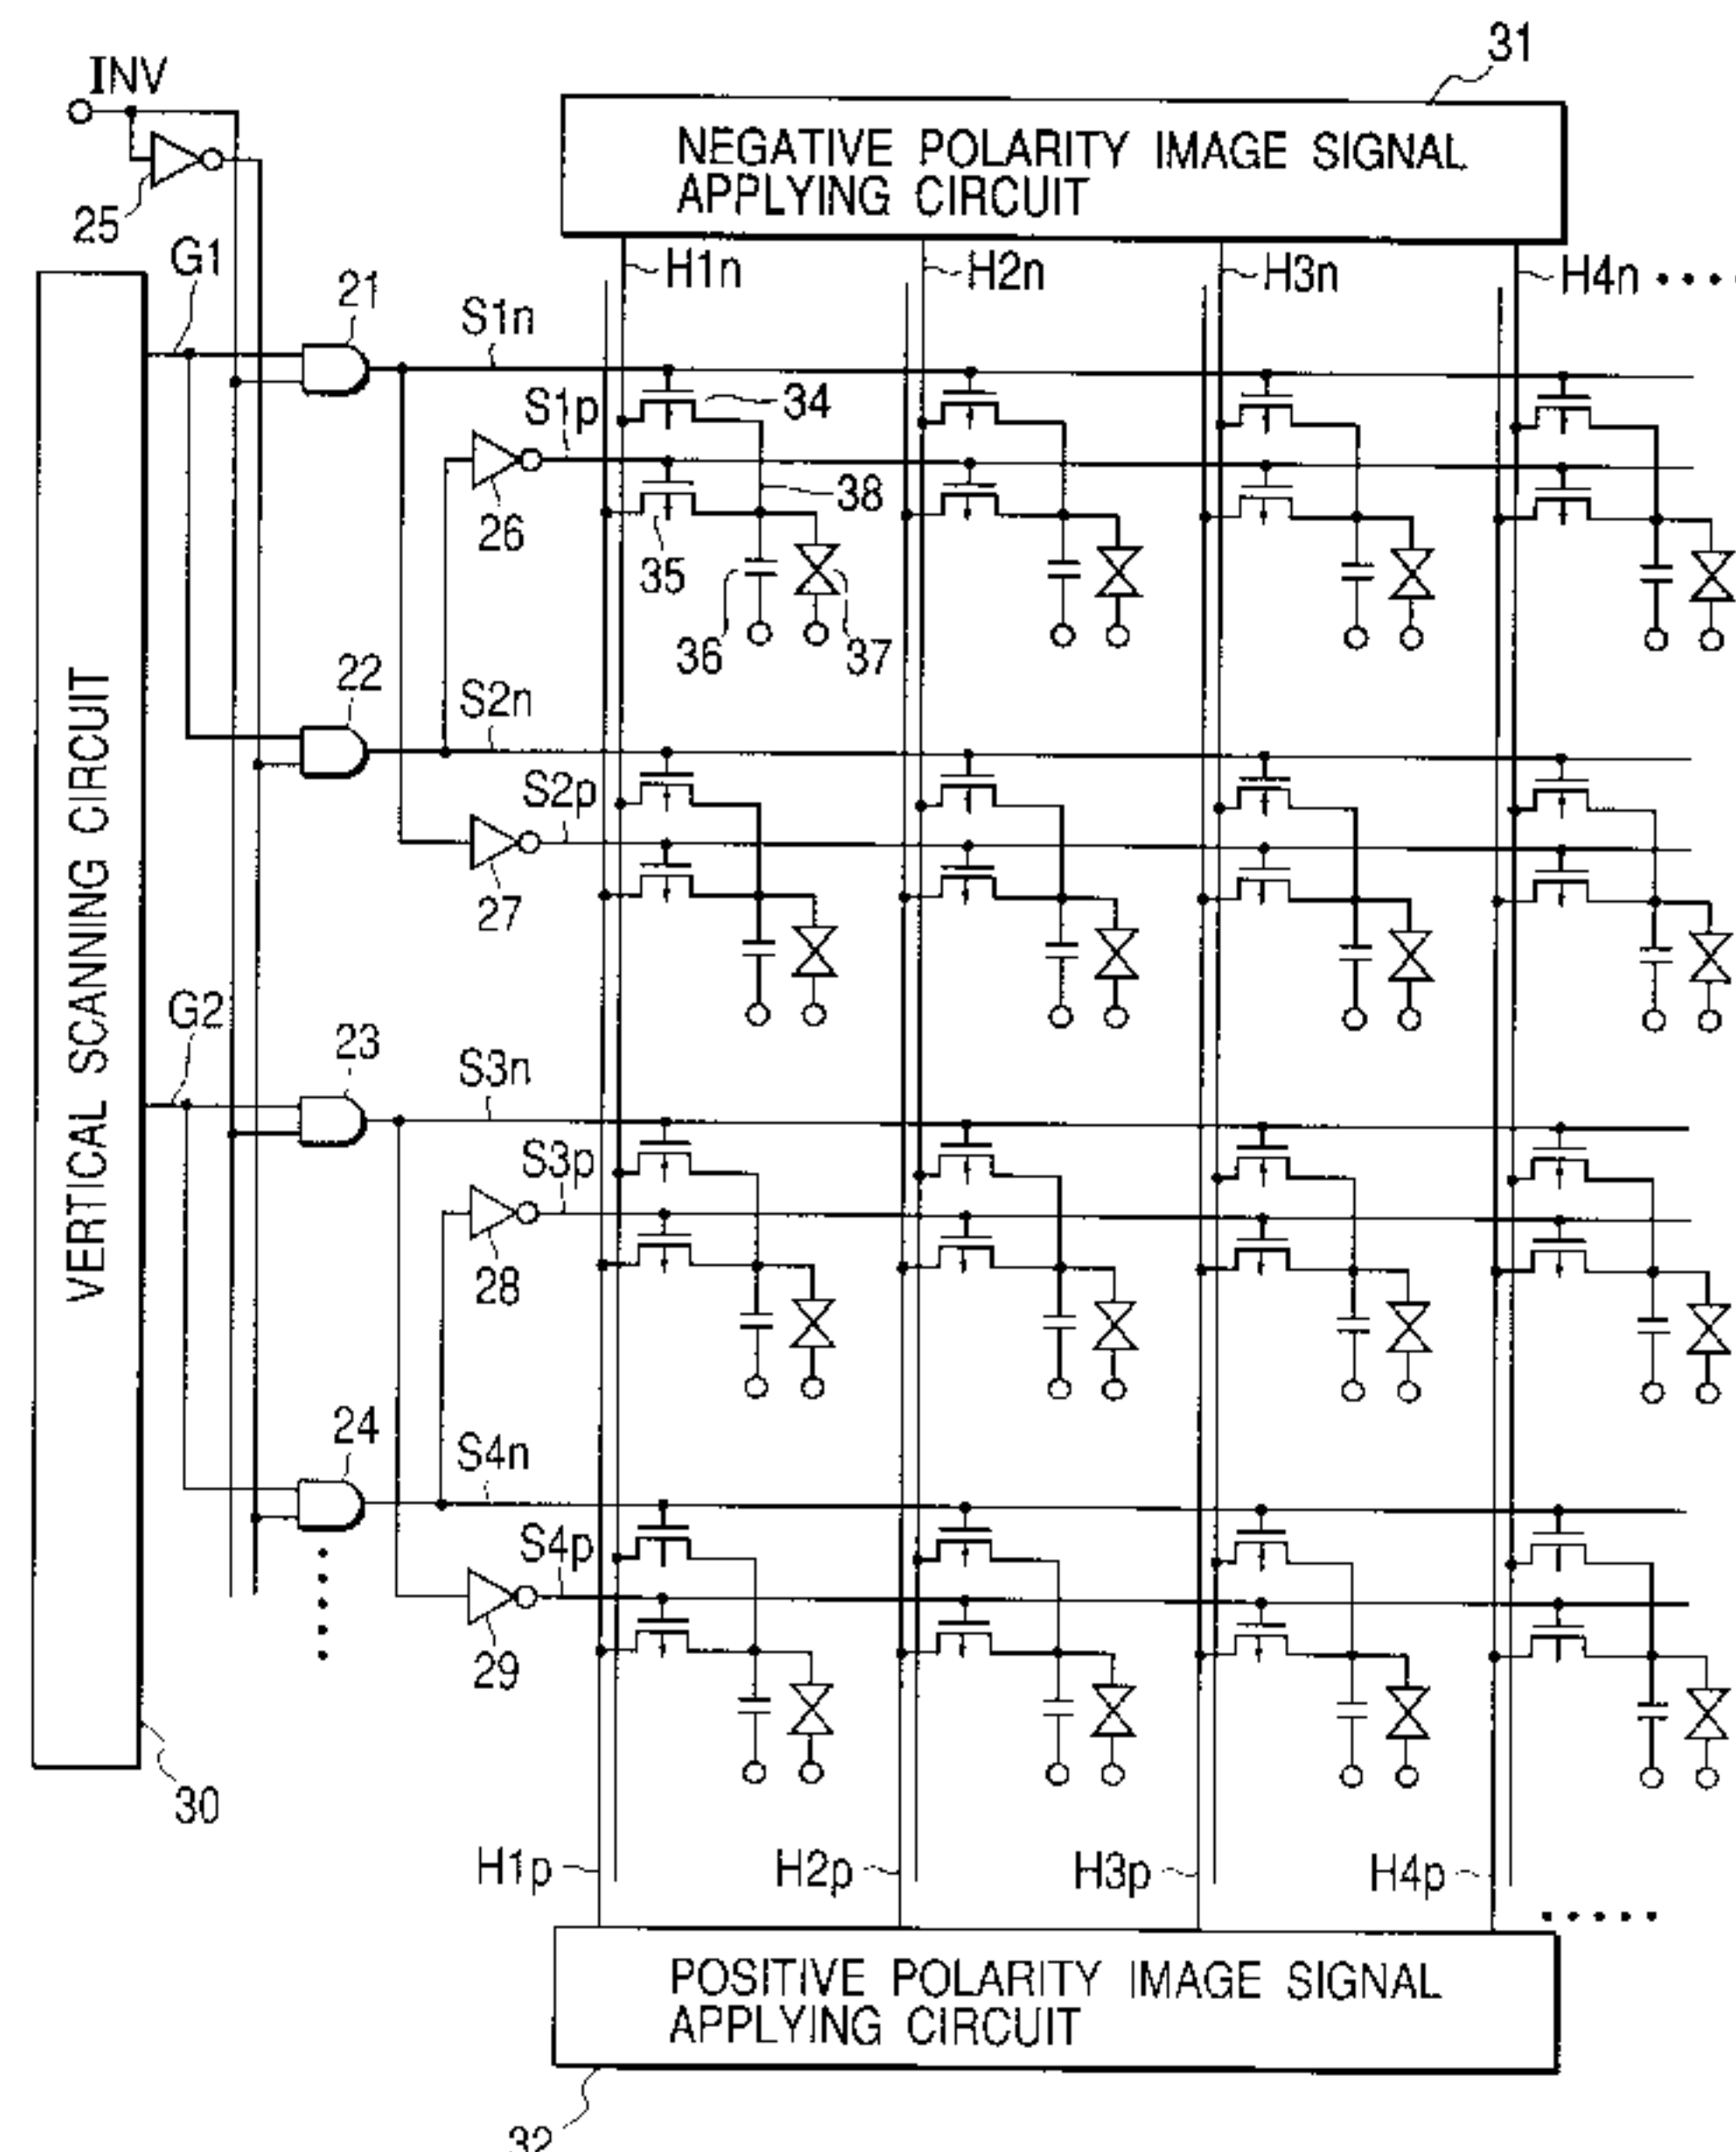 INV
31
NEGATIVE POLARITY IMAGE SIGNAL
APPLYING CIRCUIT
25
G1
H1n
H2n
H3n
H4n
21
S1n
S1p
34
26
38
35
36
37
22
S2n
S2p
27
VERTICAL SCANNING CIRCUIT
G2
23
S3n
S3p
28
24
S4n
S4p
29
30
H1p
H2p
H3p
H4p
POSITIVE POLARITY IMAGE SIGNAL
APPLYING CIRCUIT
32